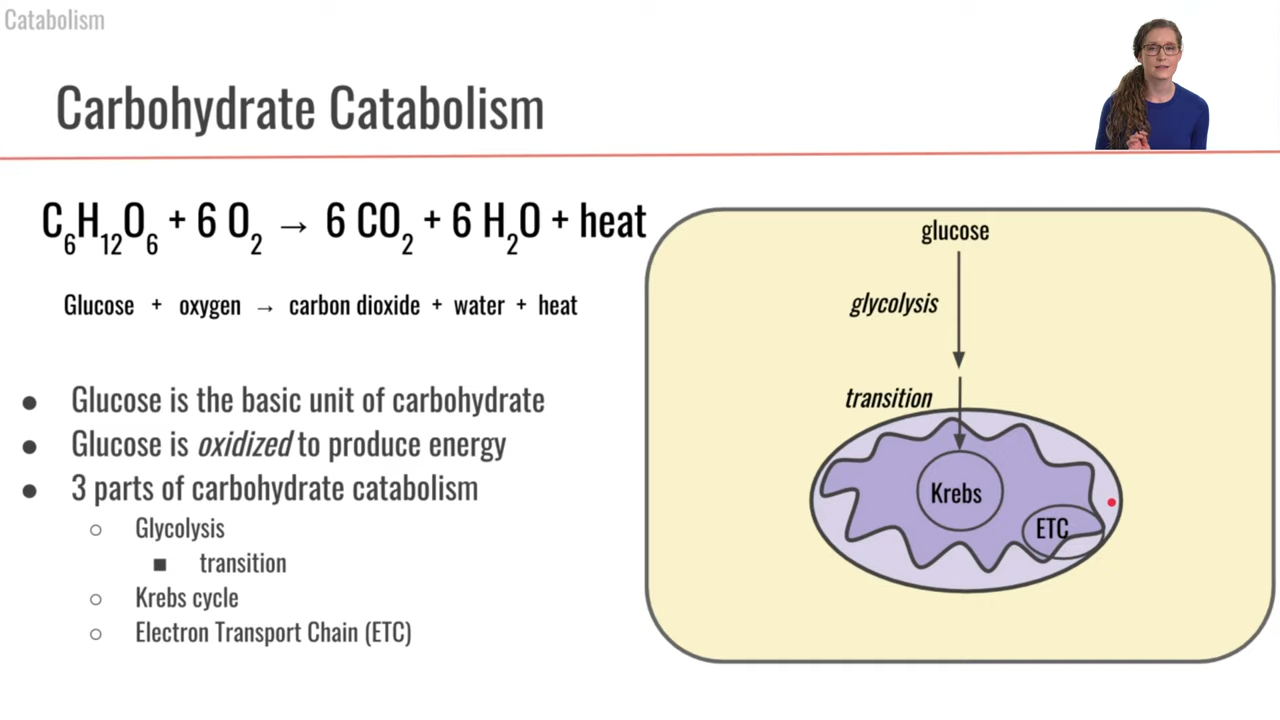 Catabolism
Carbohydrate Catabolism
C₆H₁₂O₆ + 6 O₂ → 6 CO₂ + 6 H₂O + heat
Glucose + oxygen → carbon dioxide + water + heat
● Glucose is the basic unit of carbohydrate
● Glucose is oxidized to produce energy
● 3 parts of carbohydrate catabolism
○ Glycolysis
■ transition
○ Krebs cycle
○ Electron Transport Chain (ETC)
glucose
glycolysis
transition
Krebs
ETC